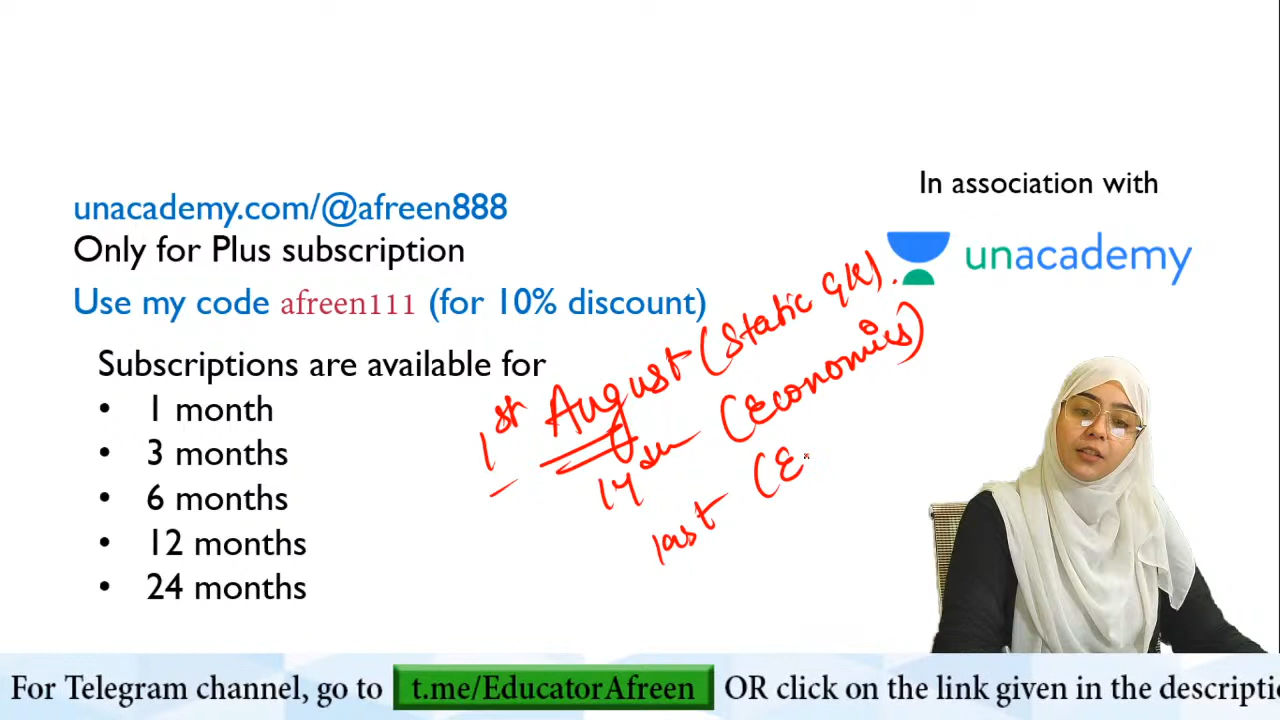 unacademy.com/@afreen888
Only for Plus subscription
Use my code afreen111 (for 10% discount)
Subscriptions are available for
• 1 month
• 3 months
• 6 months
• 12 months
• 24 months
In association with
unacademy
1st August (Static GK).
(Economics)
last (E
For Telegram channel, go to t.me/EducatorAfreen OR click on the link given in the descriptio